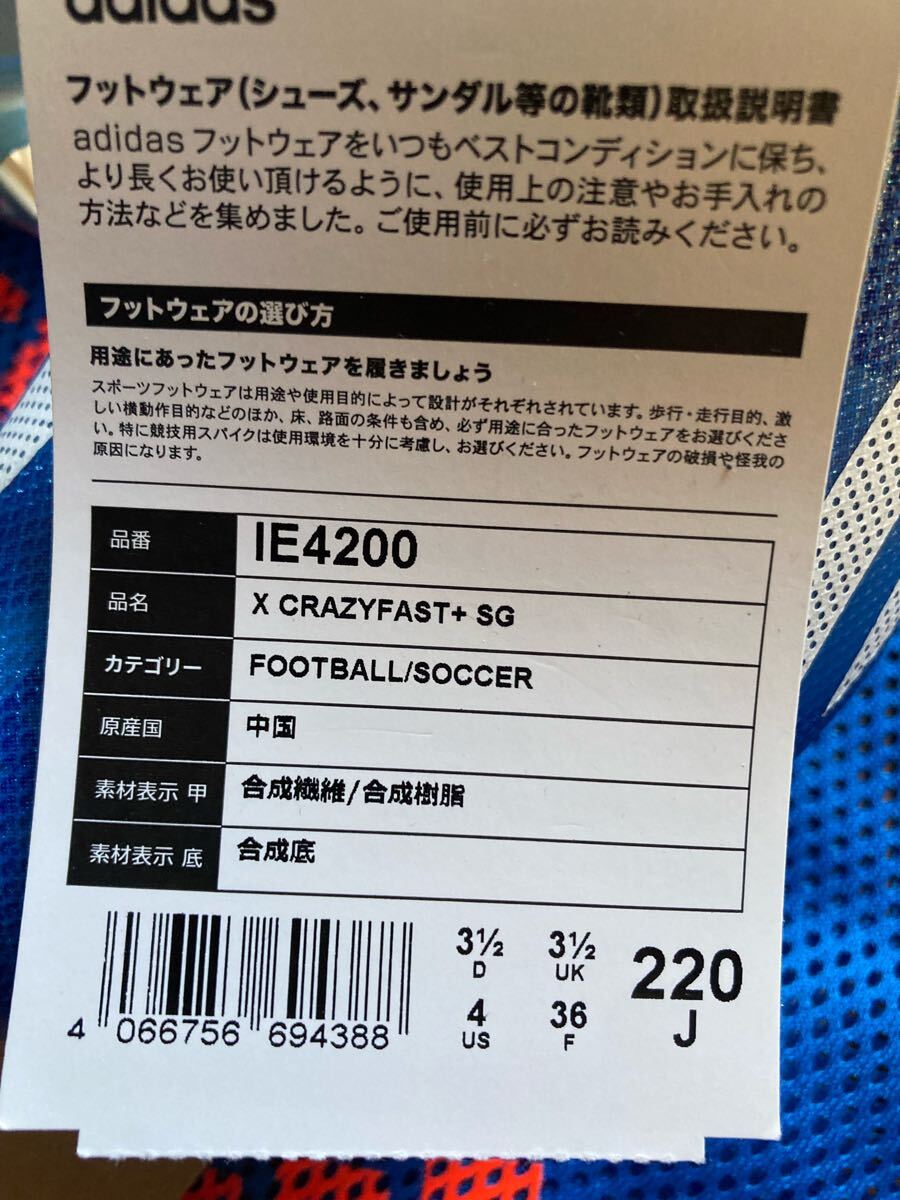 adidas
フットウェア(シューズ、サンダル等の靴類)取扱説明書
adidas フットウェアをいつもベストコンディションに保ち、
より長くお使い頂けるように、使用上の注意やお手入れの
方法などを集めました。ご使用前に必ずお読みください。
フットウェアの選び方
用途にあったフットウェアを履きましょう
スポーツフットウェアは用途や使用目的によって設計がそれぞれされています。歩行・走行目的、激
しい横動作目的などのほか、床、路面の条件も含め、必ず用途に合ったフットウェアをお選びくださ
い。特に競技用スパイクは使用環境を十分に考慮し、お選びください。フットウェアの破損や怪我の
原因になります。
品番 IE4200
品名 X CRAZYFAST+ SG
カテゴリー FOOTBALL/SOCCER
原産国 中国
素材表示 甲 合成繊維/合成樹脂
素材表示 底 合成底
3½ D 3½ UK
4 US 36 F
220 J
4 066756 694388